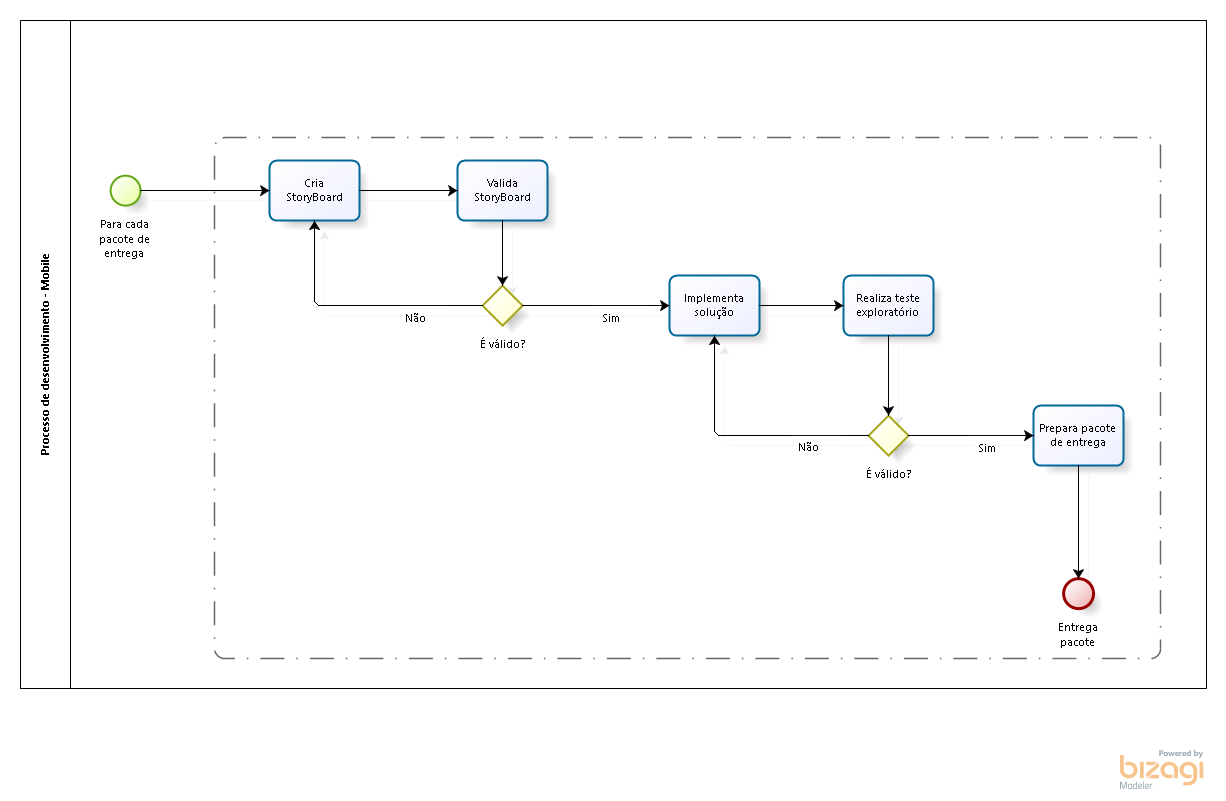 Processo de desenvolvimento - Mobile
Para cada
pacote de
entrega
Cria
StoryBoard
Valida
StoryBoard
É válido?
Não
Sim
Implementa
solução
Realiza teste
exploratório
É válido?
Não
Sim
Prepara pacote
de entrega
Entrega
pacote
Powered by
bizagi
Modeler